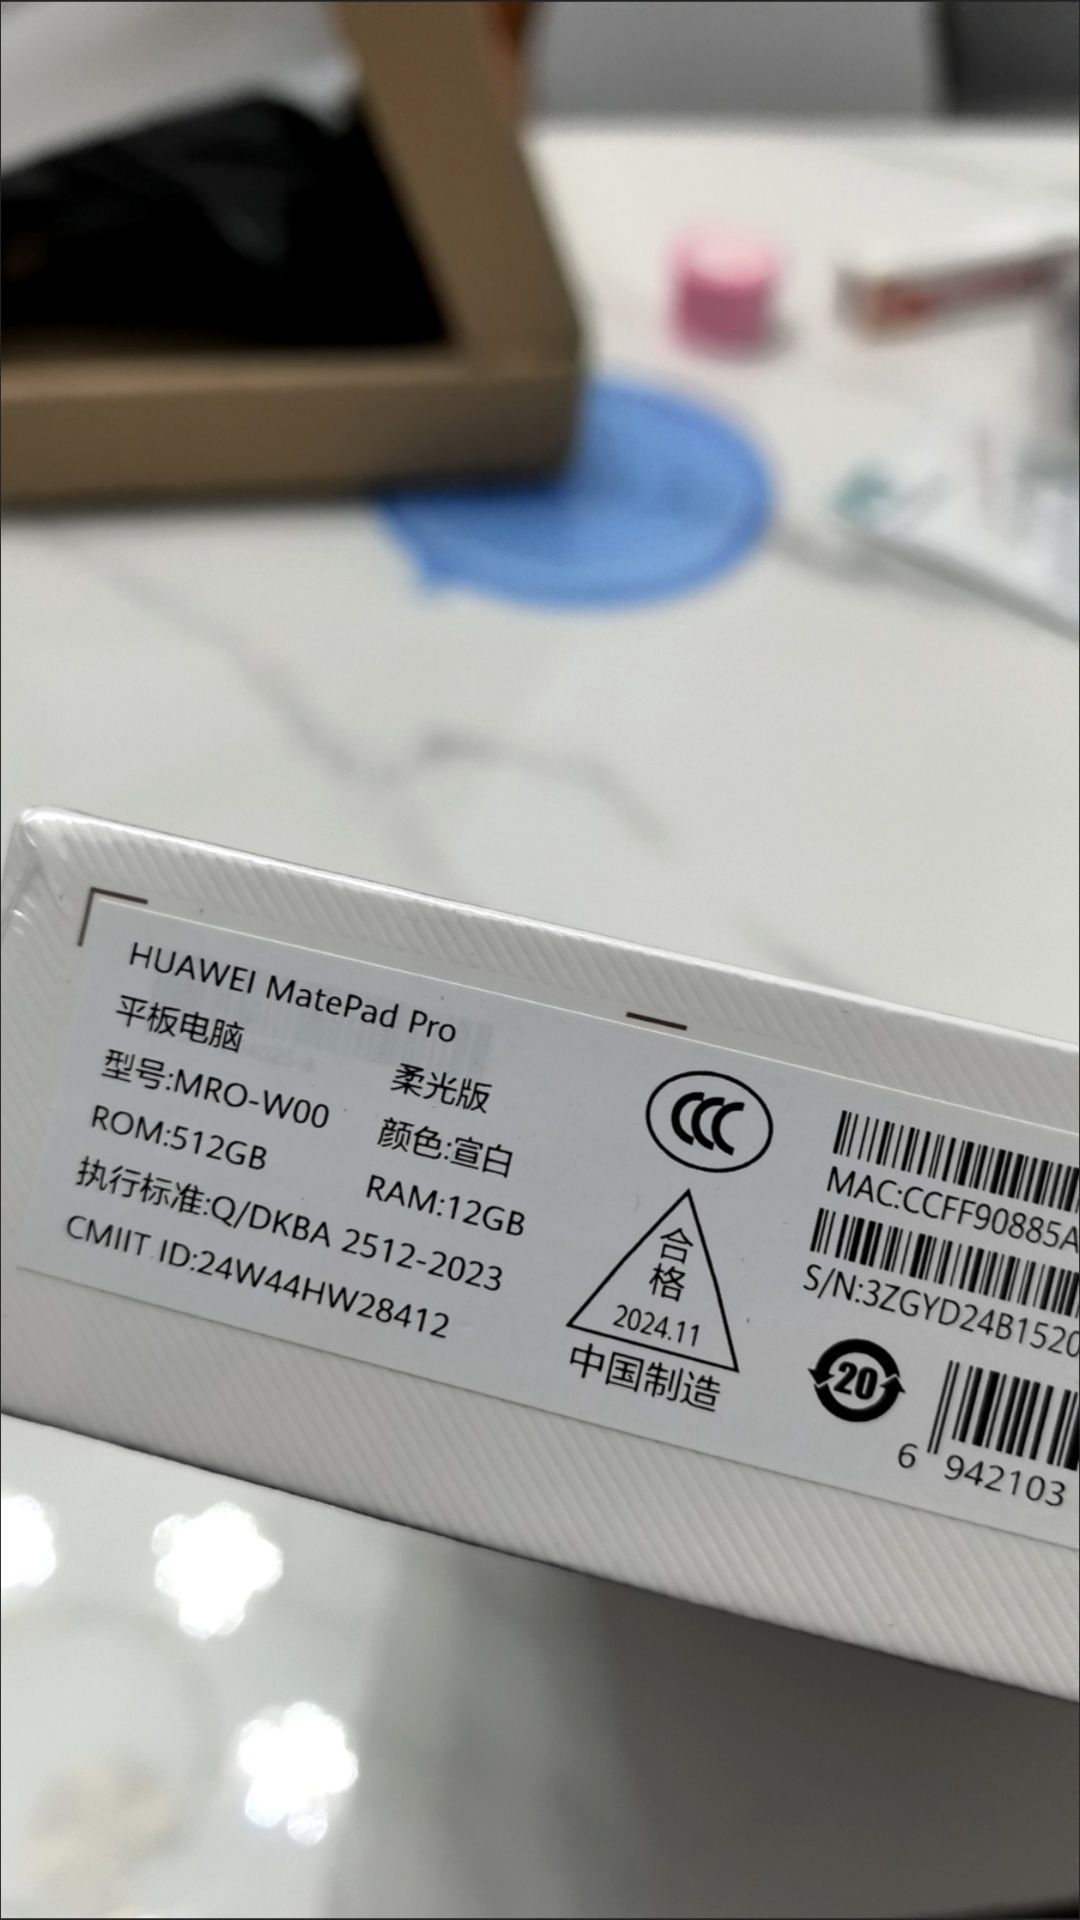 HUAWEI MatePad Pro
平板电脑 柔光版
型号:MRO-W00 颜色:宣白
ROM:512GB RAM:12GB
执行标准:Q/DKBA 2512-2023
CMIIT ID:24W44HW28412
CCC
合格
2024.11
中国制造
MAC:CCFF90885A
S/N:3ZGYD24B1520
20
6 942103